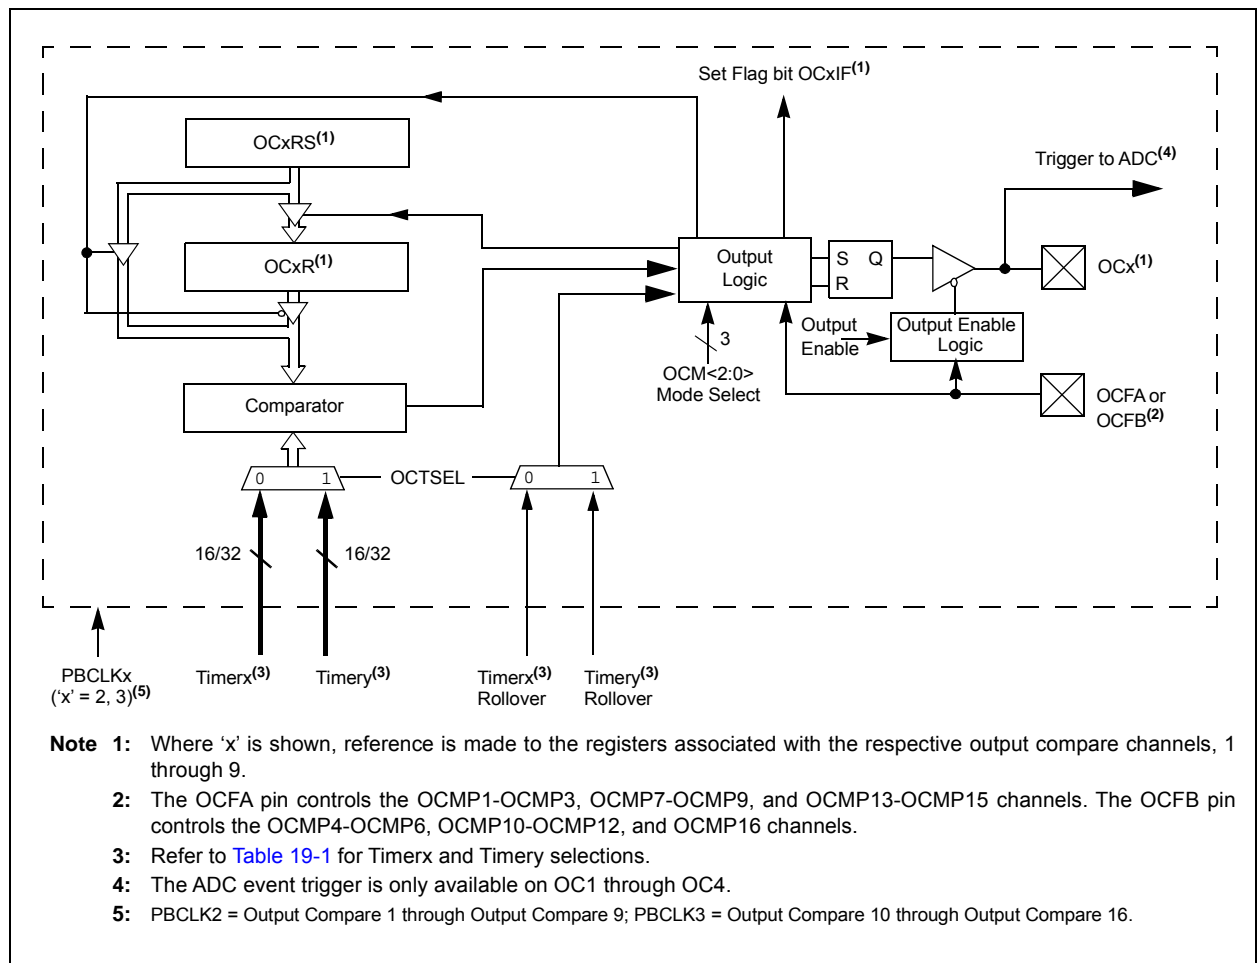 Set Flag bit OCxIF(1)
OCxRS(1)
Trigger to ADC(4)
OCxR(1)
Output
Logic
S Q
R
OCx(1)
Output
Enable
Output Enable
Logic
3
OCM<2:0>
Mode Select
Comparator
OCFA or
OCFB(2)
0 1
OCTSEL
0 1
16/32
16/32
PBCLKx
(‘x’ = 2, 3)(5)
Timerx(3)
Timery(3)
Timerx(3)
Rollover
Timery(3)
Rollover
Note 1: Where ‘x’ is shown, reference is made to the registers associated with the respective output compare channels, 1
through 9.
2: The OCFA pin controls the OCMP1-OCMP3, OCMP7-OCMP9, and OCMP13-OCMP15 channels. The OCFB pin
controls the OCMP4-OCMP6, OCMP10-OCMP12, and OCMP16 channels.
3: Refer to Table 19-1 for Timerx and Timery selections.
4: The ADC event trigger is only available on OC1 through OC4.
5: PBCLK2 = Output Compare 1 through Output Compare 9; PBCLK3 = Output Compare 10 through Output Compare 16.